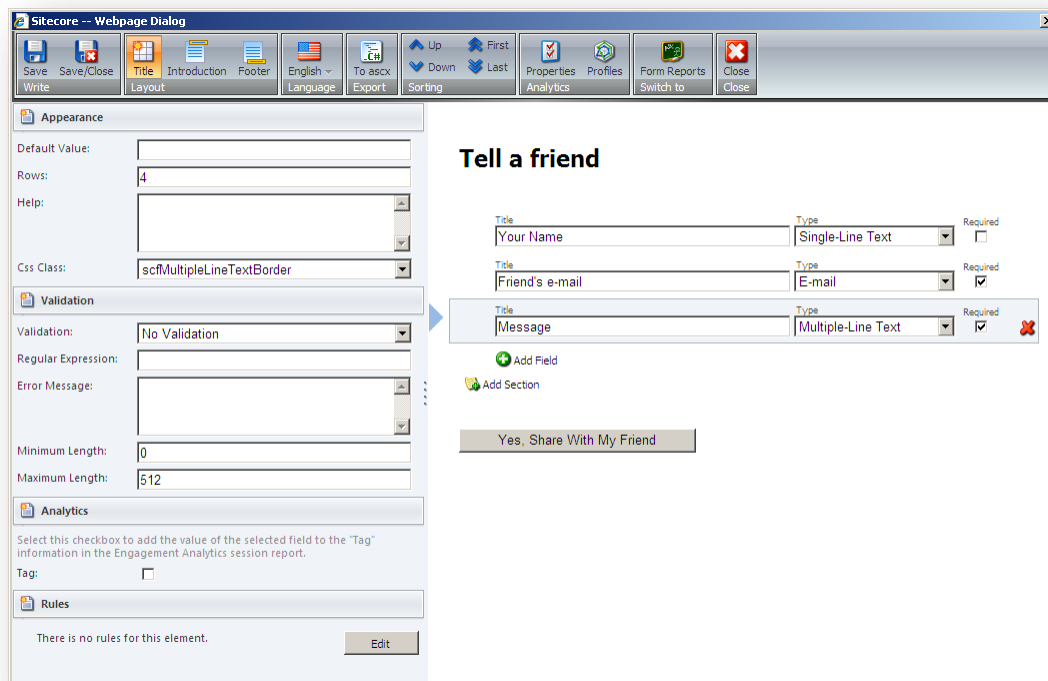 Sitecore -- Webpage Dialog
Save Save/Close
Write
Title Introduction Footer
Layout
English
Language
C#
To ascx
Export
Up First
Down Last
Sorting
Properties Profiles
Analytics
Form Reports
Switch to
Close
Close
Appearance
Default Value:
Rows: 4
Help:
Css Class: scfMultipleLineTextBorder
Validation
Validation: No Validation
Regular Expression:
Error Message:
Minimum Length: 0
Maximum Length: 512
Analytics
Select this checkbox to add the value of the selected field to the "Tag"
information in the Engagement Analytics session report.
Tag:
Rules
There is no rules for this element.
Edit
Tell a friend
Title Type Required
Your Name Single-Line Text
Title Type Required
Friend's e-mail E-mail
Title Type Required
Message Multiple-Line Text
Add Field
Add Section
Yes, Share With My Friend